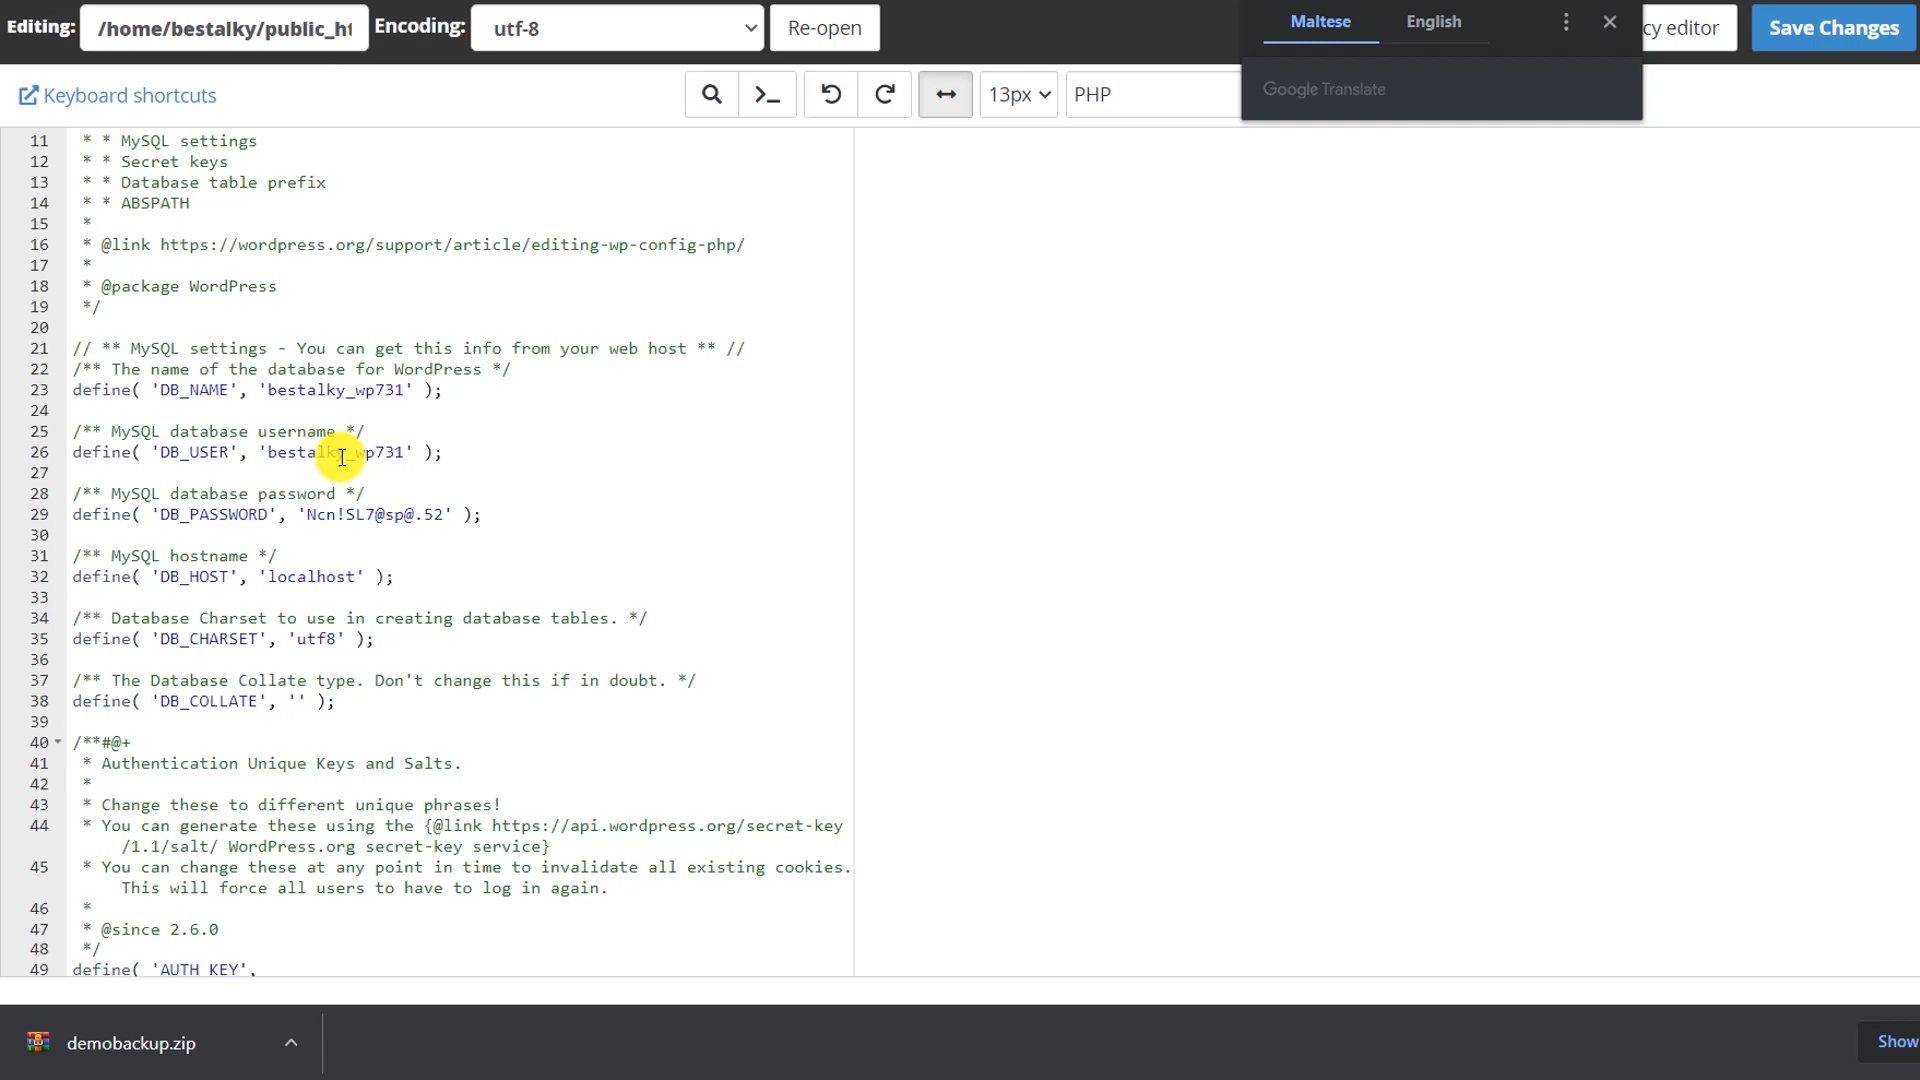 Editing: /home/bestalky/public_ht Encoding: utf-8 Re-open Maltese English cy editor Save Changes
Google Translate
Keyboard shortcuts 13px PHP
11 * * MySQL settings
12 * * Secret keys
13 * * Database table prefix
14 * * ABSPATH
15 *
16 * @link https://wordpress.org/support/article/editing-wp-config-php/
17 *
18 * @package WordPress
19 */
20
21 // ** MySQL settings - You can get this info from your web host ** //
22 /** The name of the database for WordPress */
23 define( 'DB_NAME', 'bestalky_wp731' );
24
25 /** MySQL database username */
26 define( 'DB_USER', 'bestalky_wp731' );
27
28 /** MySQL database password */
29 define( 'DB_PASSWORD', 'Ncn!SL7@sp@.52' );
30
31 /** MySQL hostname */
32 define( 'DB_HOST', 'localhost' );
33
34 /** Database Charset to use in creating database tables. */
35 define( 'DB_CHARSET', 'utf8' );
36
37 /** The Database Collate type. Don't change this if in doubt. */
38 define( 'DB_COLLATE', '' );
39
40 /**#@+
41 * Authentication Unique Keys and Salts.
42 *
43 * Change these to different unique phrases!
44 * You can generate these using the {@link https://api.wordpress.org/secret-key
/1.1/salt/ WordPress.org secret-key service}
45 * You can change these at any point in time to invalidate all existing cookies.
This will force all users to have to log in again.
46 *
47 * @since 2.6.0
48 */
49 define( 'AUTH_KEY',
demobackup.zip Show